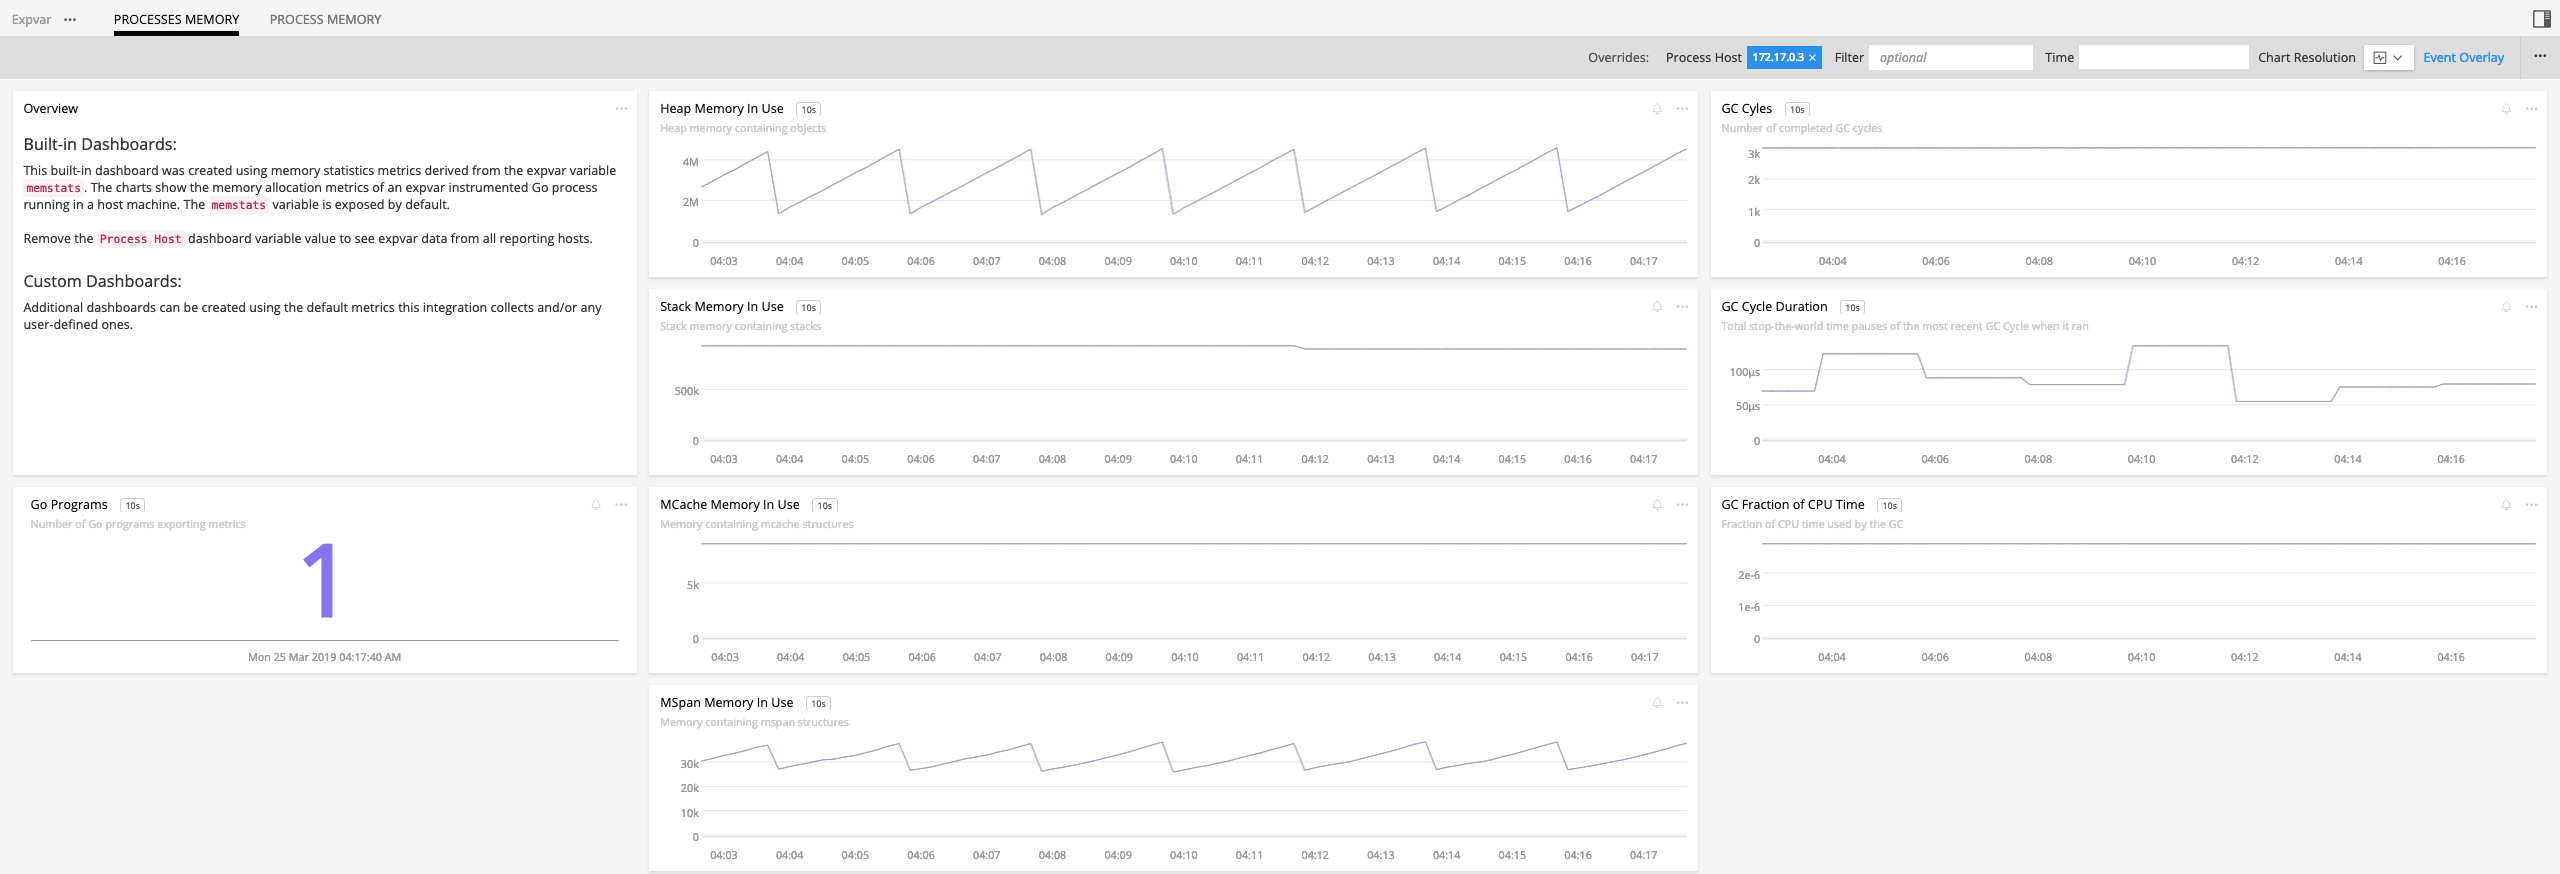 Expvar ••• PROCESSES MEMORY PROCESS MEMORY
Overrides: Process Host 172.17.0.3 × Filter optional Time Chart Resolution Event Overlay •••
Overview
Built-in Dashboards:
This built-in dashboard was created using memory statistics metrics derived from the expvar variable
memstats . The charts show the memory allocation metrics of an expvar instrumented Go process
running in a host machine. The memstats variable is exposed by default.
Remove the Process Host dashboard variable value to see expvar data from all reporting hosts.
Custom Dashboards:
Additional dashboards can be created using the default metrics this integration collects and/or any
user-defined ones.
Go Programs 10s
Number of Go programs exporting metrics
1
Mon 25 Mar 2019 04:17:40 AM
Heap Memory In Use 10s
Heap memory containing objects
4M
2M
0
04:03 04:04 04:05 04:06 04:07 04:08 04:09 04:10 04:11 04:12 04:13 04:14 04:15 04:16 04:17
Stack Memory In Use 10s
Stack memory containing stacks
500k
0
04:03 04:04 04:05 04:06 04:07 04:08 04:09 04:10 04:11 04:12 04:13 04:14 04:15 04:16 04:17
MCache Memory In Use 10s
Memory containing mcache structures
5k
0
04:03 04:04 04:05 04:06 04:07 04:08 04:09 04:10 04:11 04:12 04:13 04:14 04:15 04:16 04:17
MSpan Memory In Use 10s
Memory containing mspan structures
30k
20k
10k
0
04:03 04:04 04:05 04:06 04:07 04:08 04:09 04:10 04:11 04:12 04:13 04:14 04:15 04:16 04:17
GC Cyles 10s
Number of completed GC cycles
3k
2k
1k
0
04:04 04:06 04:08 04:10 04:12 04:14 04:16
GC Cycle Duration 10s
Total stop-the-world time pauses of the most recent GC Cycle when it ran
100µs
50µs
0
04:04 04:06 04:08 04:10 04:12 04:14 04:16
GC Fraction of CPU Time 10s
Fraction of CPU time used by the GC
2e-6
1e-6
0
04:04 04:06 04:08 04:10 04:12 04:14 04:16